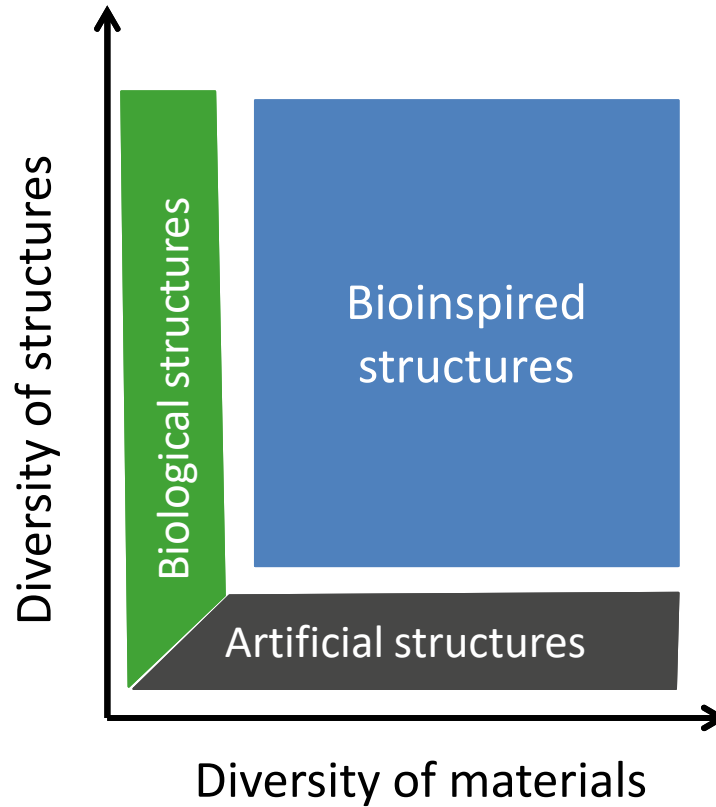 Diversity of structures
Biological structures
Bioinspired
structures
Artificial structures
Diversity of materials